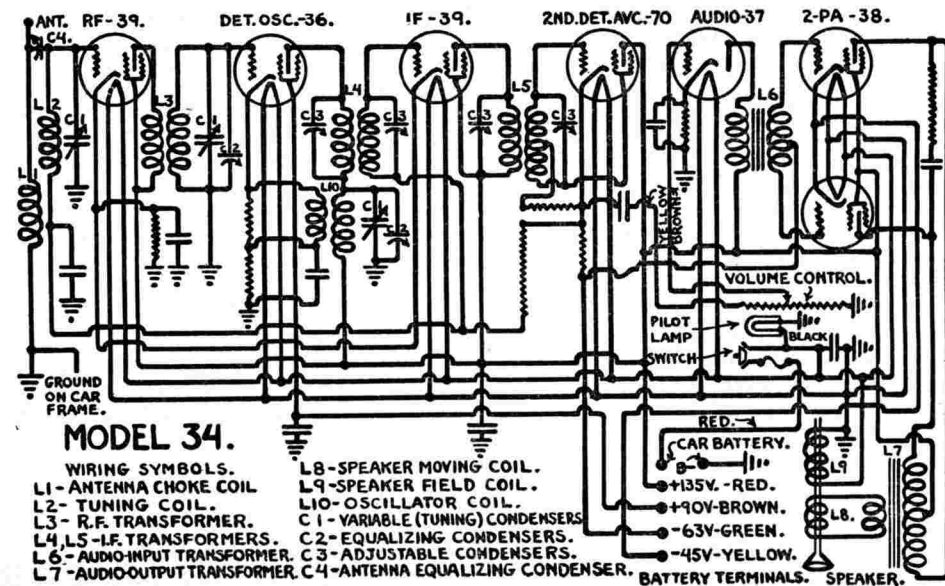 ANT. RF-39. DET. OSC.-36. IF-39. 2ND. DET. AVC.-70 AUDIO-37 2-PA-38.
C4.
L2 C1 L3 C1 C2 C3 L4 C3 C3 L5 C3 L6
L1 L10 C1 C2
YELLOW
BROWN
VOLUME CONTROL.
PILOT
LAMP
BLACK
SWITCH
GROUND
ON CAR
FRAME.
RED.
CAR BATTERY.
MODEL 34.
WIRING SYMBOLS.
L1-ANTENNA CHOKE COIL
L2-TUNING COIL.
L3-R.F. TRANSFORMER.
L4,L5-I.F. TRANSFORMERS.
L6-AUDIO-INPUT TRANSFORMER.
L7-AUDIO-OUTPUT TRANSFORMER.
L8-SPEAKER MOVING COIL.
L9-SPEAKER FIELD COIL.
L10-OSCILLATOR COIL.
C1-VARIABLE (TUNING) CONDENSERS
C2-EQUALIZING CONDENSERS.
C3-ADJUSTABLE CONDENSERS.
C4-ANTENNA EQUALIZING CONDENSER.
+135V.-RED.
+90V-BROWN.
-63V-GREEN.
-45V-YELLOW.
BATTERY TERMINALS.
L9
L8.
L7
SPEAKER.